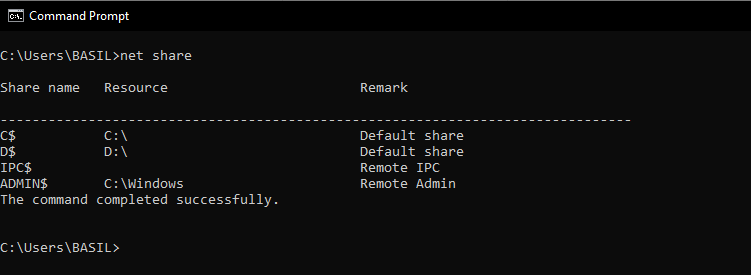 Command Prompt
C:\Users\BASIL>net share
Share name   Resource                        Remark
-------------------------------------------------------------------------------
C$           C:\                             Default share
D$           D:\                             Default share
IPC$                                         Remote IPC
ADMIN$       C:\Windows                      Remote Admin
The command completed successfully.
C:\Users\BASIL>